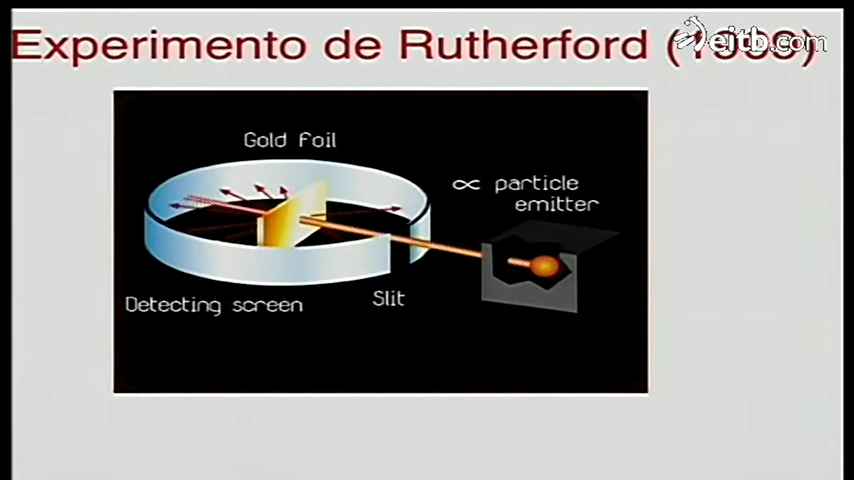 Experimento de Rutherford
eitb.com
Gold Foil
∝ particle
emitter
Detecting screen
Slit